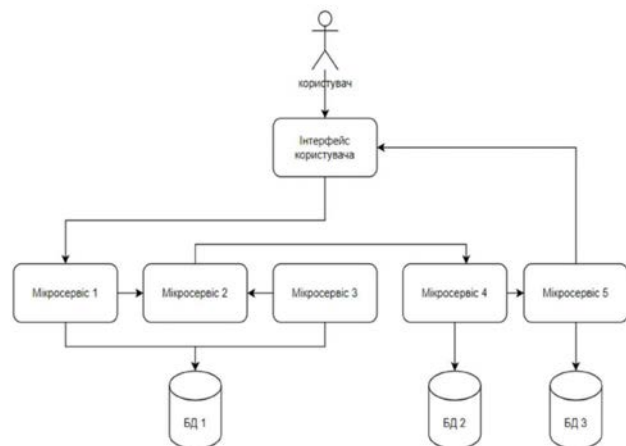 користувач
Інтерфейс
користувача
Мікросервіс 1
Мікросервіс 2
Мікросервіс 3
Мікросервіс 4
Мікросервіс 5
БД 1
БД 2
БД 3